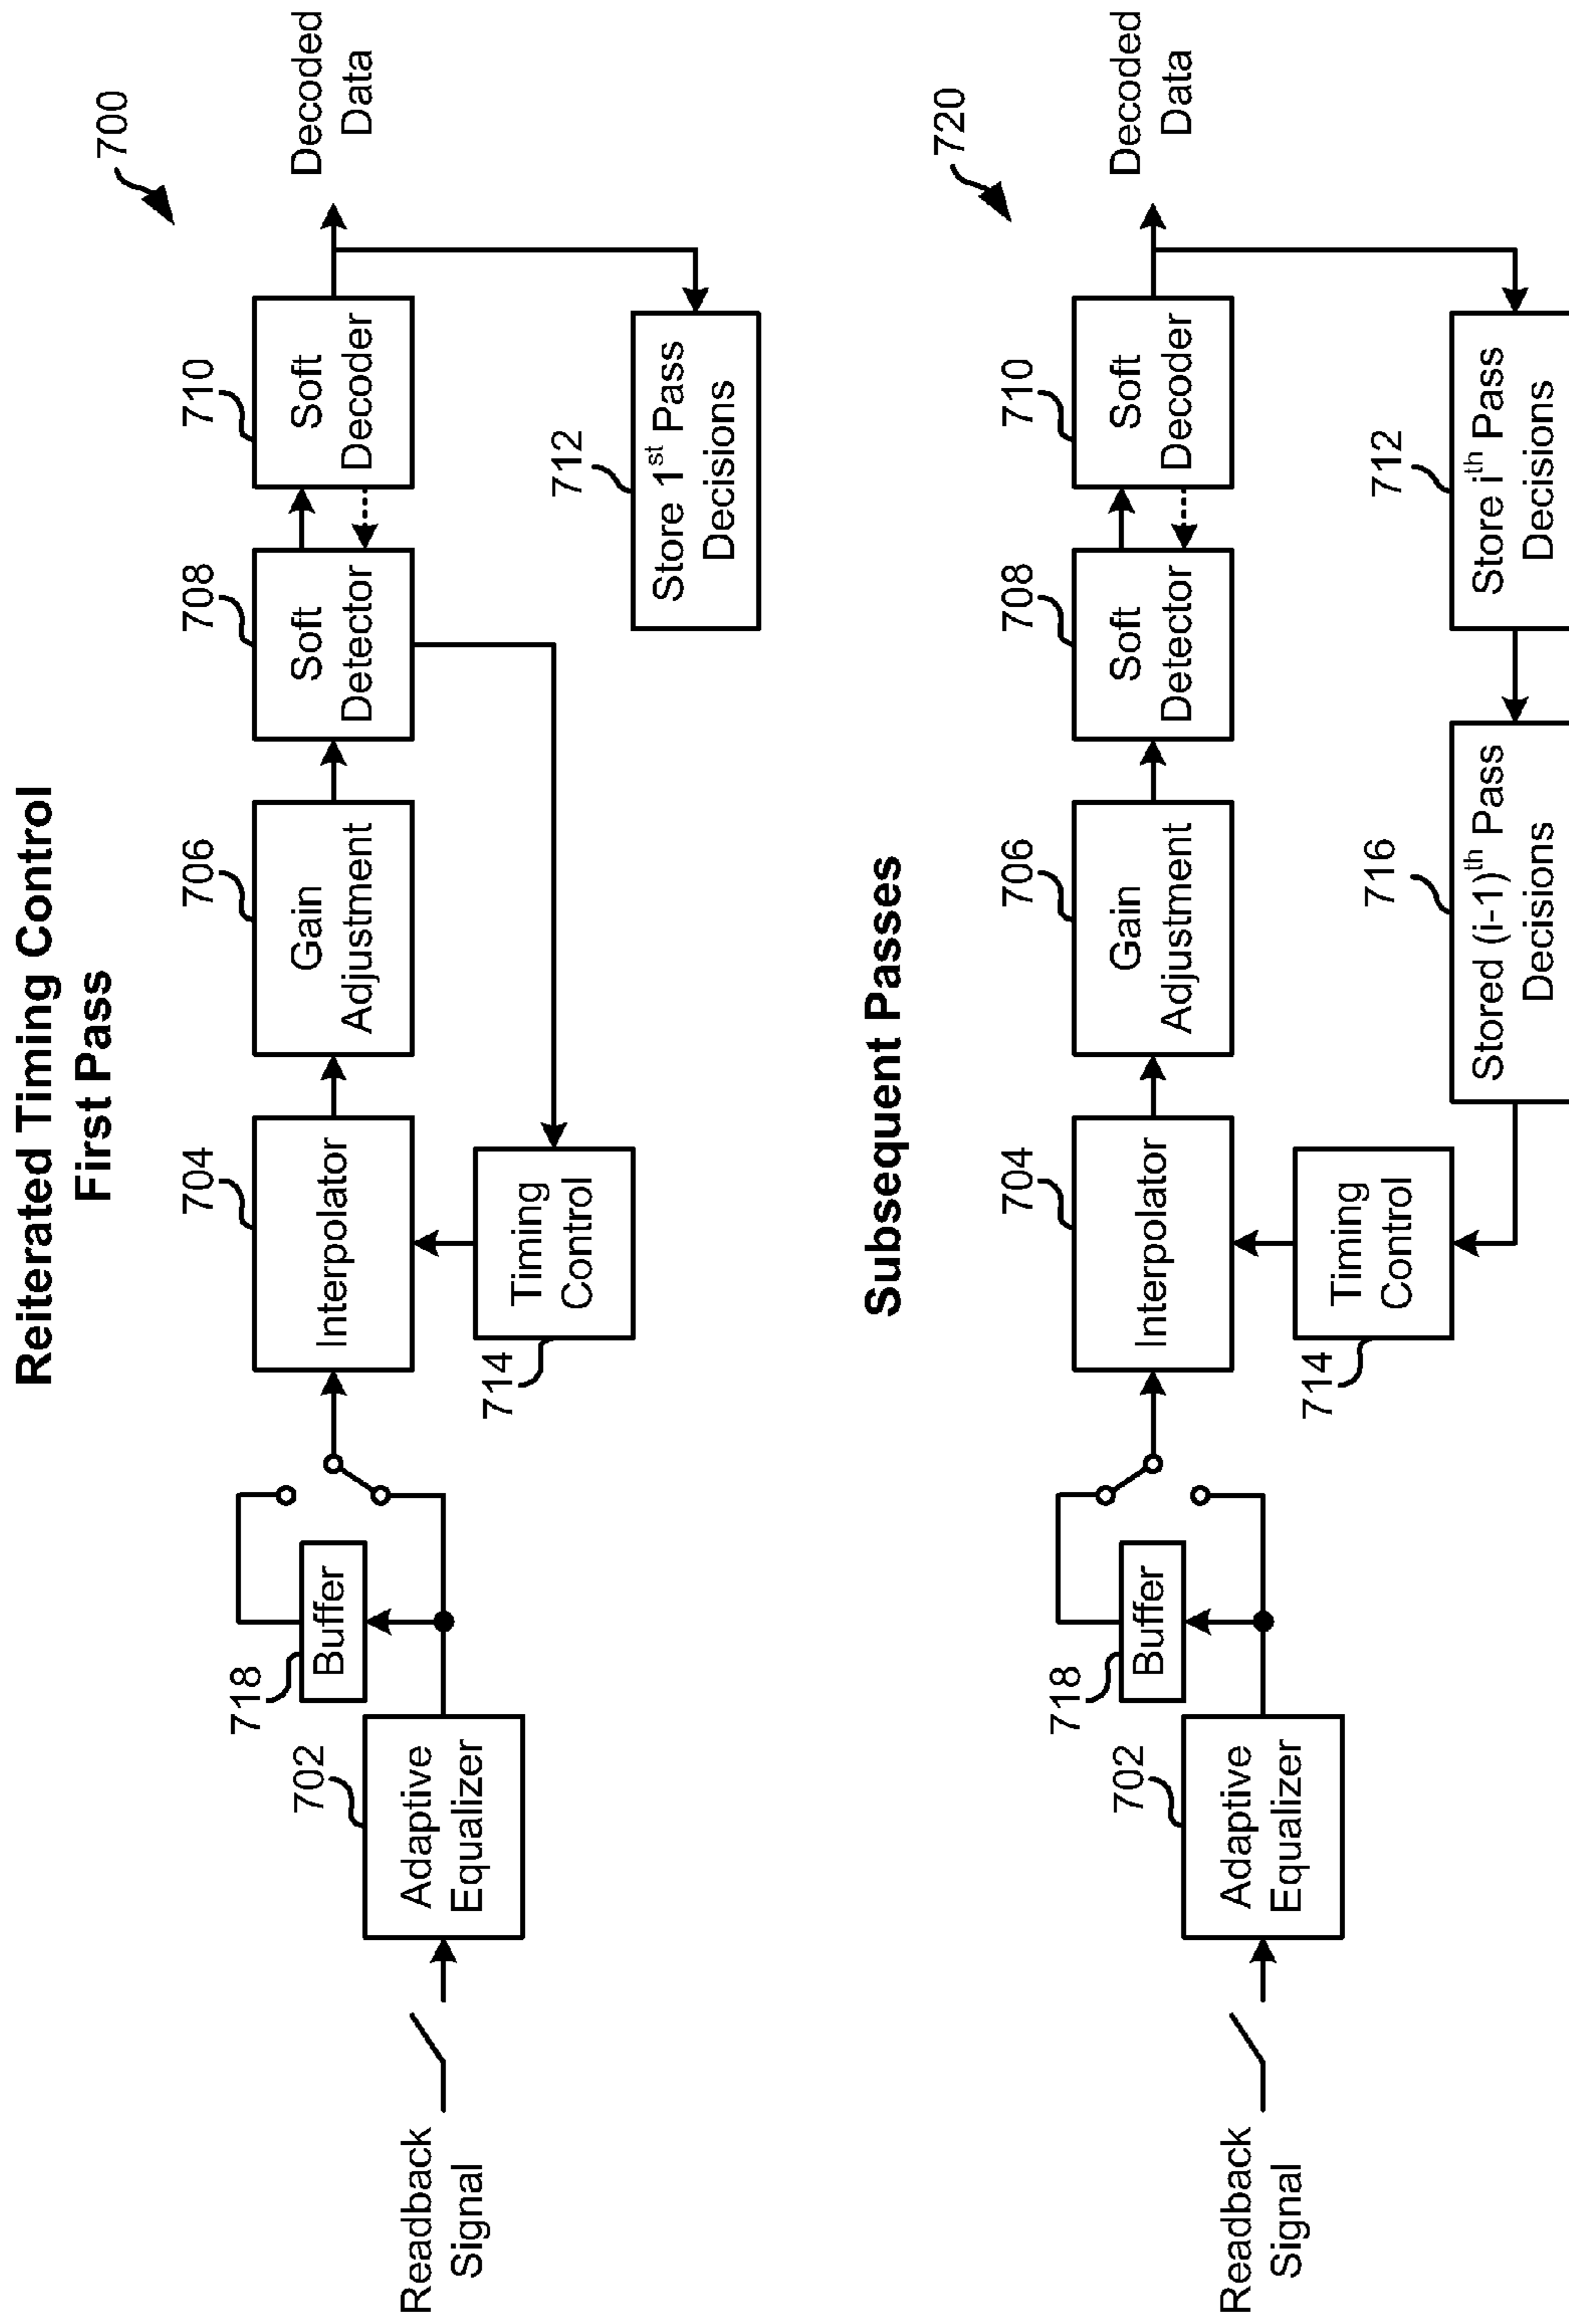 Reiterated Timing Control
First Pass
700
Readback
Signal
702
Adaptive
Equalizer
718
Buffer
704
Interpolator
714
Timing
Control
706
Gain
Adjustment
708
Soft
Detector
710
Soft
Decoder
Decoded
Data
712
Store 1st Pass
Decisions
Subsequent Passes
720
Readback
Signal
702
Adaptive
Equalizer
718
Buffer
704
Interpolator
714
Timing
Control
706
Gain
Adjustment
708
Soft
Detector
710
Soft
Decoder
Decoded
Data
716
Stored (i-1)th Pass
Decisions
712
Store ith Pass
Decisions